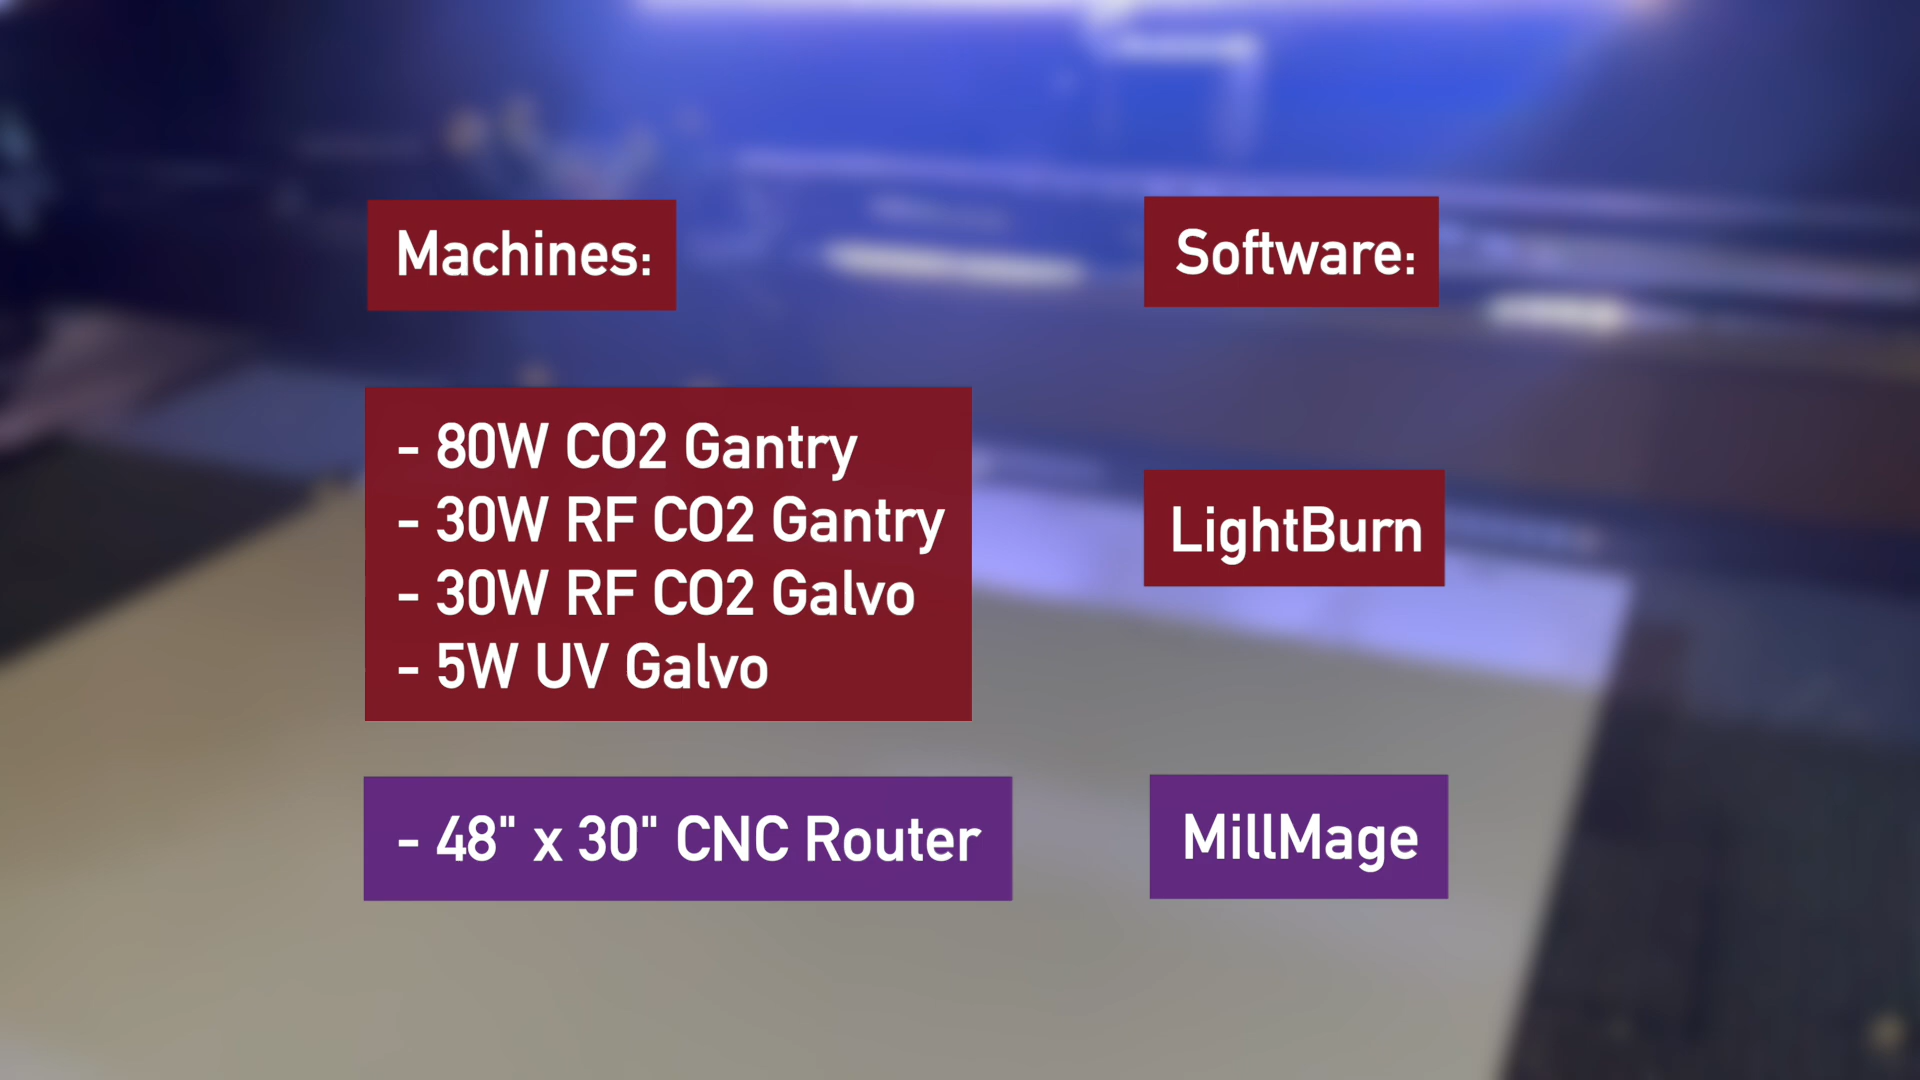 Machines:
Software:
- 80W CO2 Gantry
- 30W RF CO2 Gantry
- 30W RF CO2 Galvo
- 5W UV Galvo
LightBurn
- 48" x 30" CNC Router
MillMage